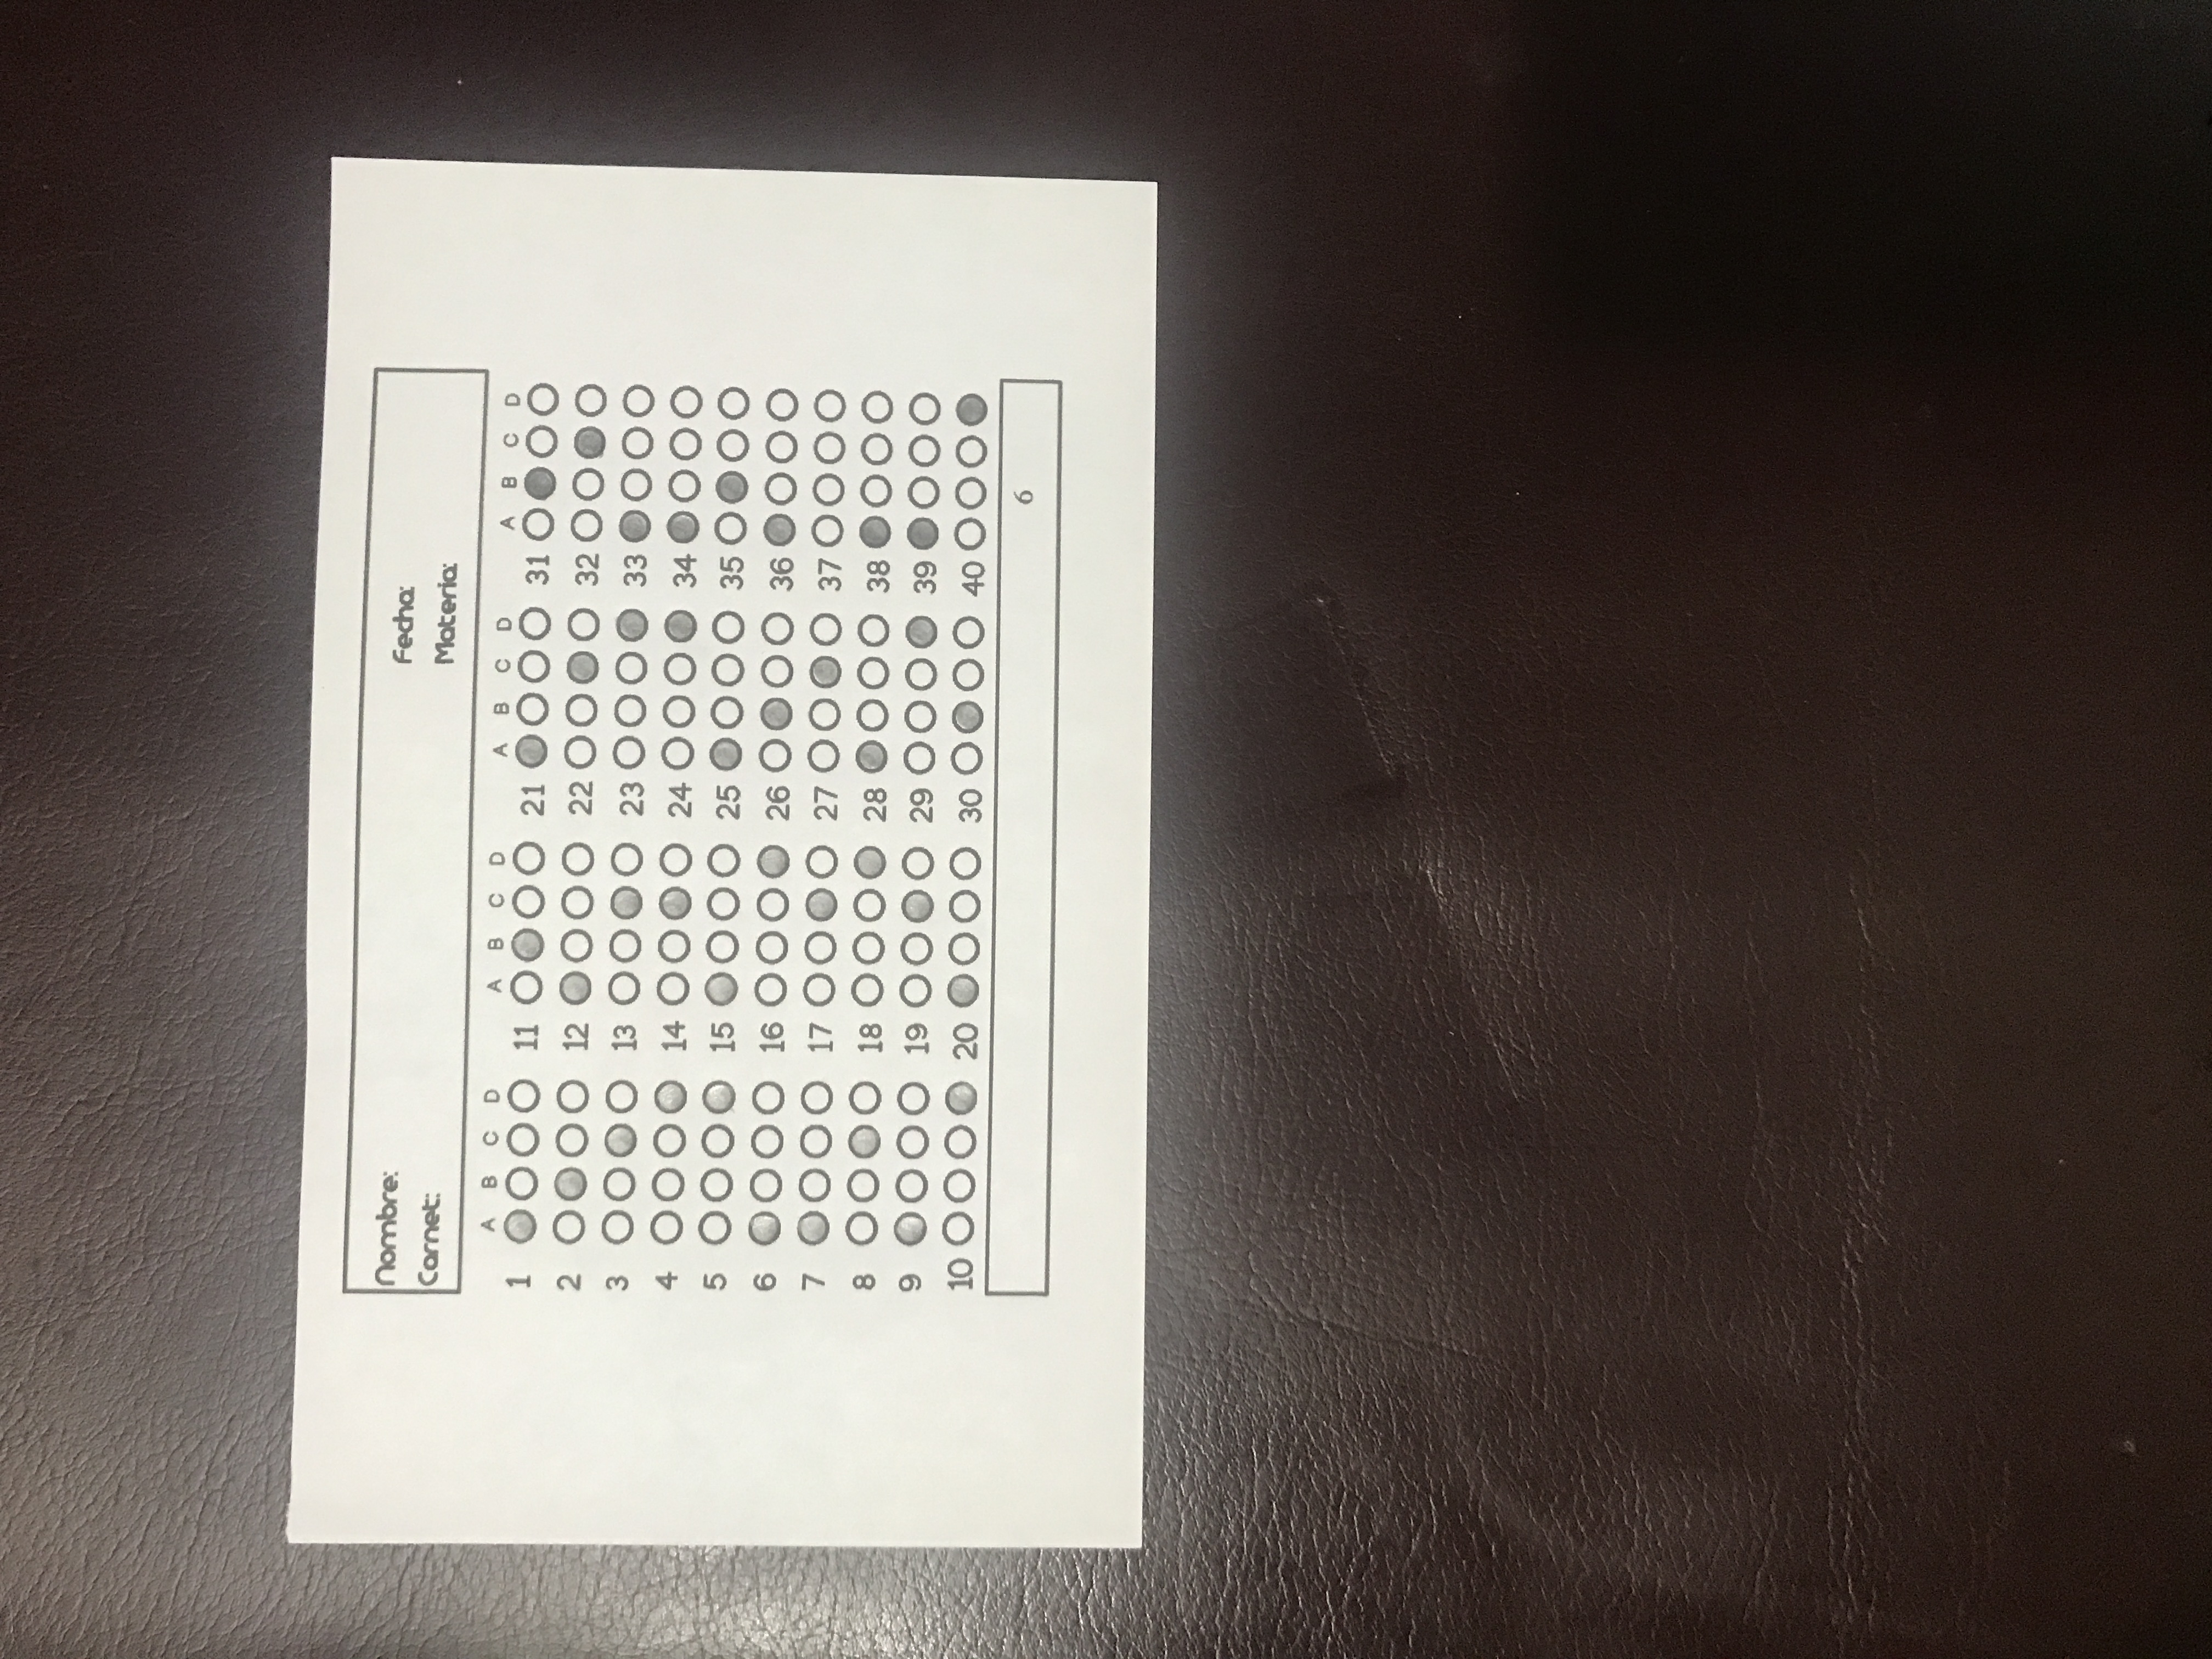 Nombre:
Fecha:
Carnet:
Materia:
A B C D A B C D A B C D A B C D
1 11 21 31
2 12 22 32
3 13 23 33
4 14 24 34
5 15 25 35
6 16 26 36
7 17 27 37
8 18 28 38
9 19 29 39
10 20 30 40
6